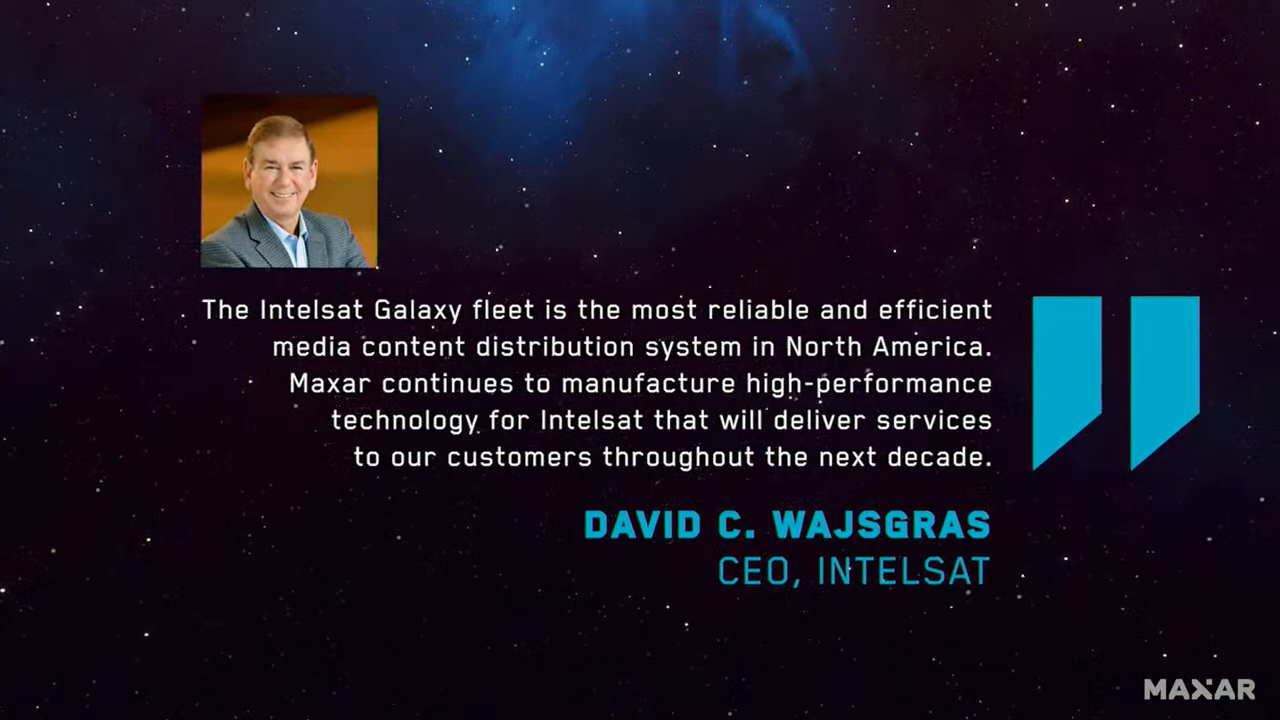 The Intelsat Galaxy fleet is the most reliable and efficient
media content distribution system in North America.
Maxar continues to manufacture high-performance
technology for Intelsat that will deliver services
to our customers throughout the next decade.
DAVID C. WAJSGRAS
CEO, INTELSAT
MAXAR